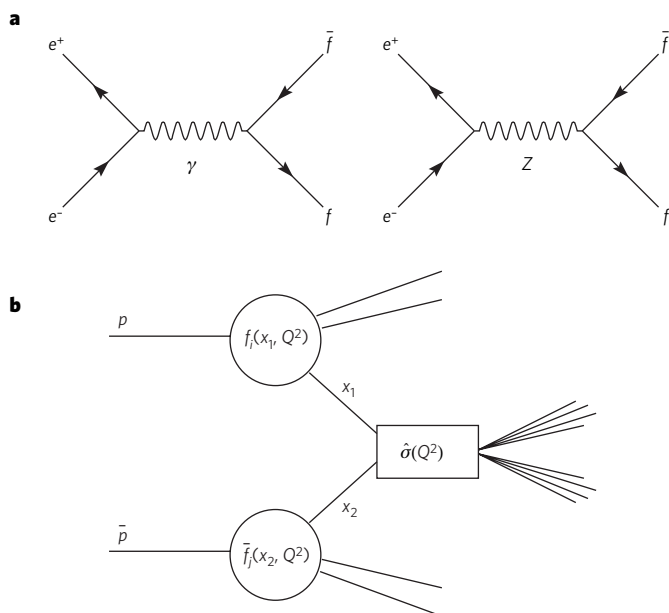 a
e⁺ f̄ e⁺ f̄
γ Z
e⁻ f e⁻ f
b
p
fᵢ(x₁, Q²)
x₁
σ̂(Q²)
x₂
p̄
f̄ⱼ(x₂, Q²)